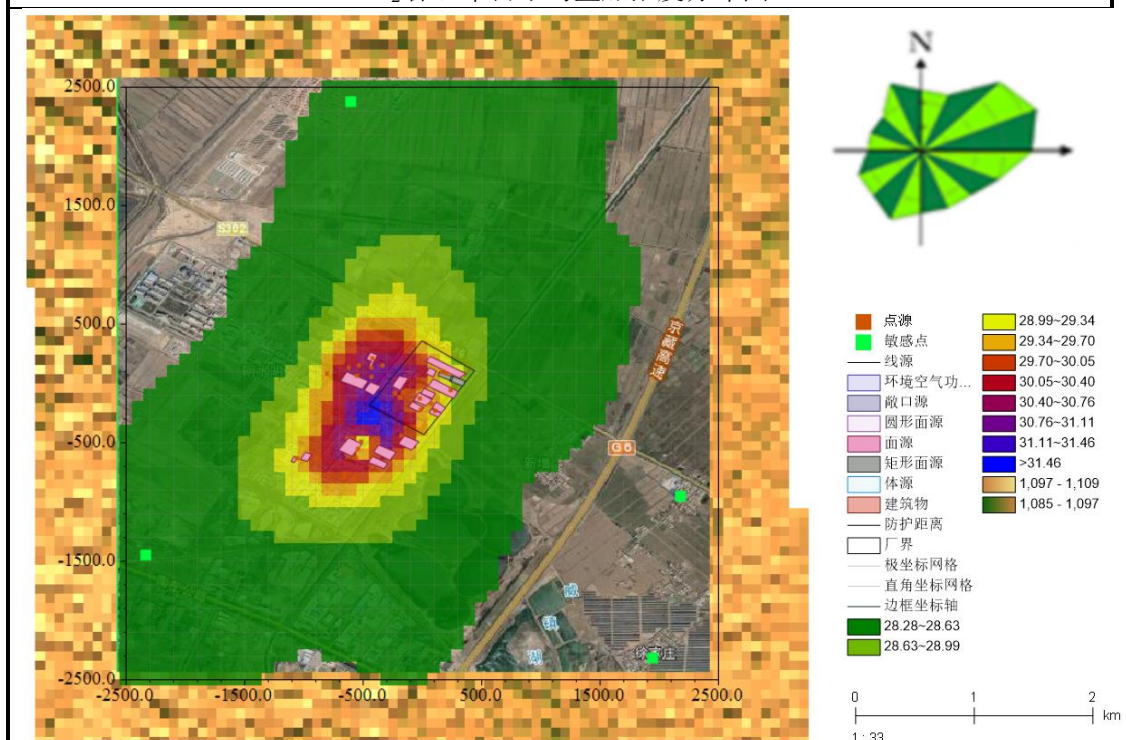 N
2500.0
1500.0
500.0
-500.0
-1500.0
-2500.0
-2500.0
-1500.0
-500.0
500.0
1500.0
2500.0
S302
京藏高速
G6
威
镇
湖
点源
敏感点
线源
环境空气功...
敞口源
圆形面源
面源
矩形面源
体源
建筑物
防护距离
厂界
极坐标网格
直角坐标网格
边框坐标轴
28.28~28.63
28.63~28.99
28.99~29.34
29.34~29.70
29.70~30.05
30.05~30.40
30.40~30.76
30.76~31.11
31.11~31.46
>31.46
1,097 - 1,109
1,085 - 1,097
0
1
2
km